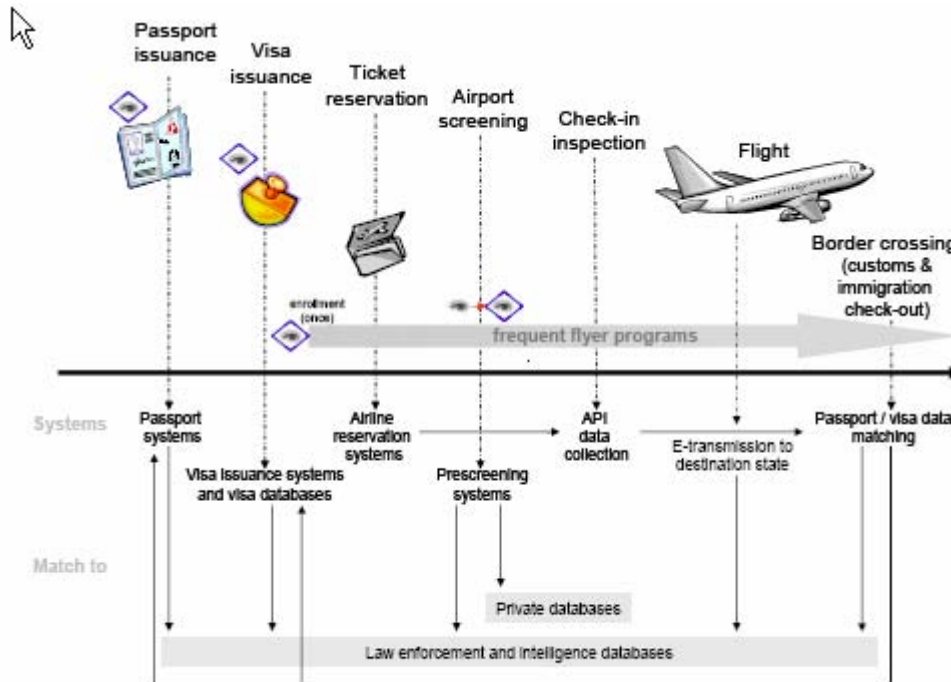 Passport
issuance
Visa
issuance
Ticket
reservation
Airport
screening
Check-in
inspection
Flight
Border crossing
(customs &
immigration
check-out)
enrollment
(once)
frequent flyer programs
Systems
Passport
systems
Visa issuance systems
and visa databases
Airline
reservation
systems
Prescreening
systems
API
data
collection
E-transmission to
destination state
Passport / visa data
matching
Match to
Private databases
Law enforcement and intelligence databases